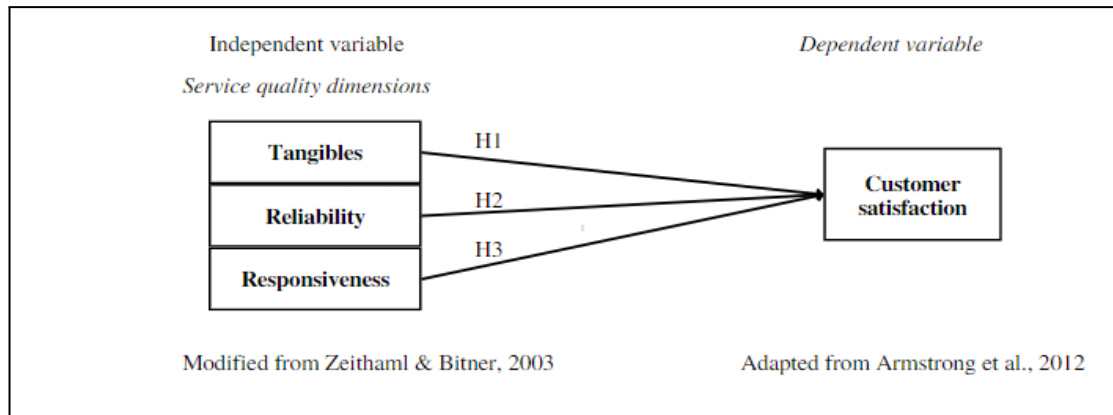 Independent variable
Dependent variable
Service quality dimensions
Tangibles
H1
Reliability
H2
Responsiveness
H3
Customer
satisfaction
Modified from Zeithaml & Bitner, 2003
Adapted from Armstrong et al., 2012